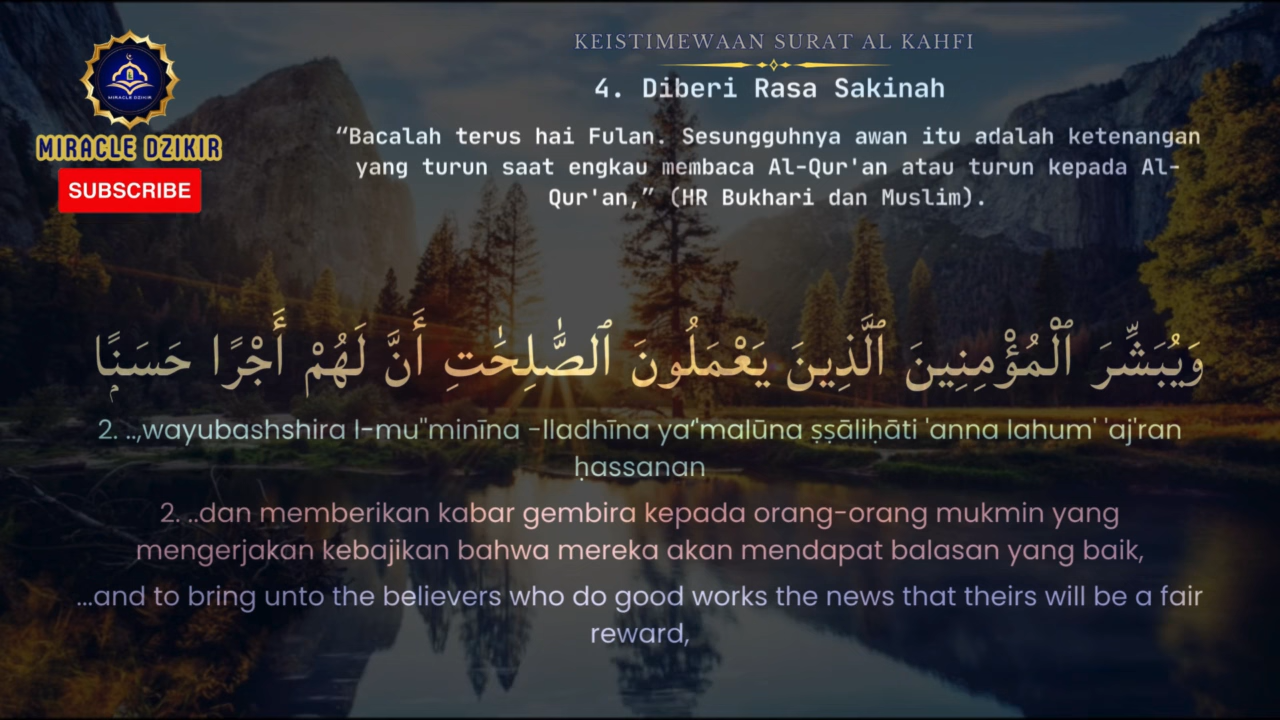 MIRACLE DZIKIR
MIRACLE DZIKIR
SUBSCRIBE
KEISTIMEWAAN SURAT AL KAHFI
4. Diberi Rasa Sakinah
“Bacalah terus hai Fulan. Sesungguhnya awan itu adalah ketenangan
yang turun saat engkau membaca Al-Qur'an atau turun kepada Al-
Qur'an,” (HR Bukhari dan Muslim).
وَيُبَشِّرَ ٱلْمُؤْمِنِينَ ٱلَّذِينَ يَعْمَلُونَ ٱلصَّٰلِحَٰتِ أَنَّ لَهُمْ أَجْرًا حَسَنًۭا
2. ..,wayubashshira l-mu"minīna -lladhīna ya‘'malūna ṣṣāliḥāti 'anna lahum' 'aj'ran
ḥassanan
2. ..dan memberikan kabar gembira kepada orang-orang mukmin yang
mengerjakan kebajikan bahwa mereka akan mendapat balasan yang baik,
...and to bring unto the believers who do good works the news that theirs will be a fair
reward,